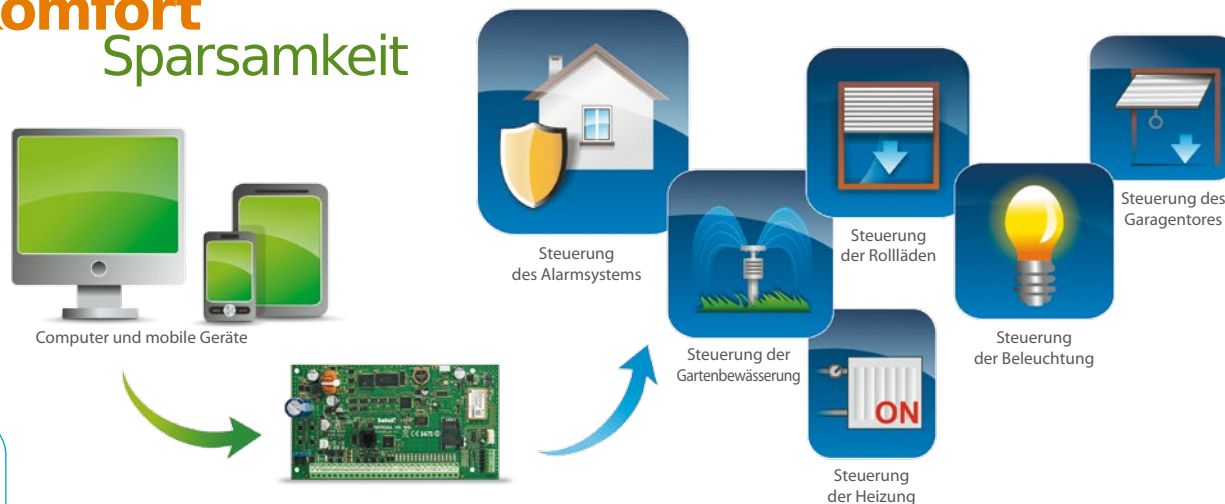 Komfort
Sparsamkeit
Computer und mobile Geräte
Steuerung
des Alarmsystems
Steuerung der
Gartenbewässerung
Steuerung
der Rollläden
ON
Steuerung
der Heizung
Steuerung
der Beleuchtung
Steuerung des
Garagentores
Satel